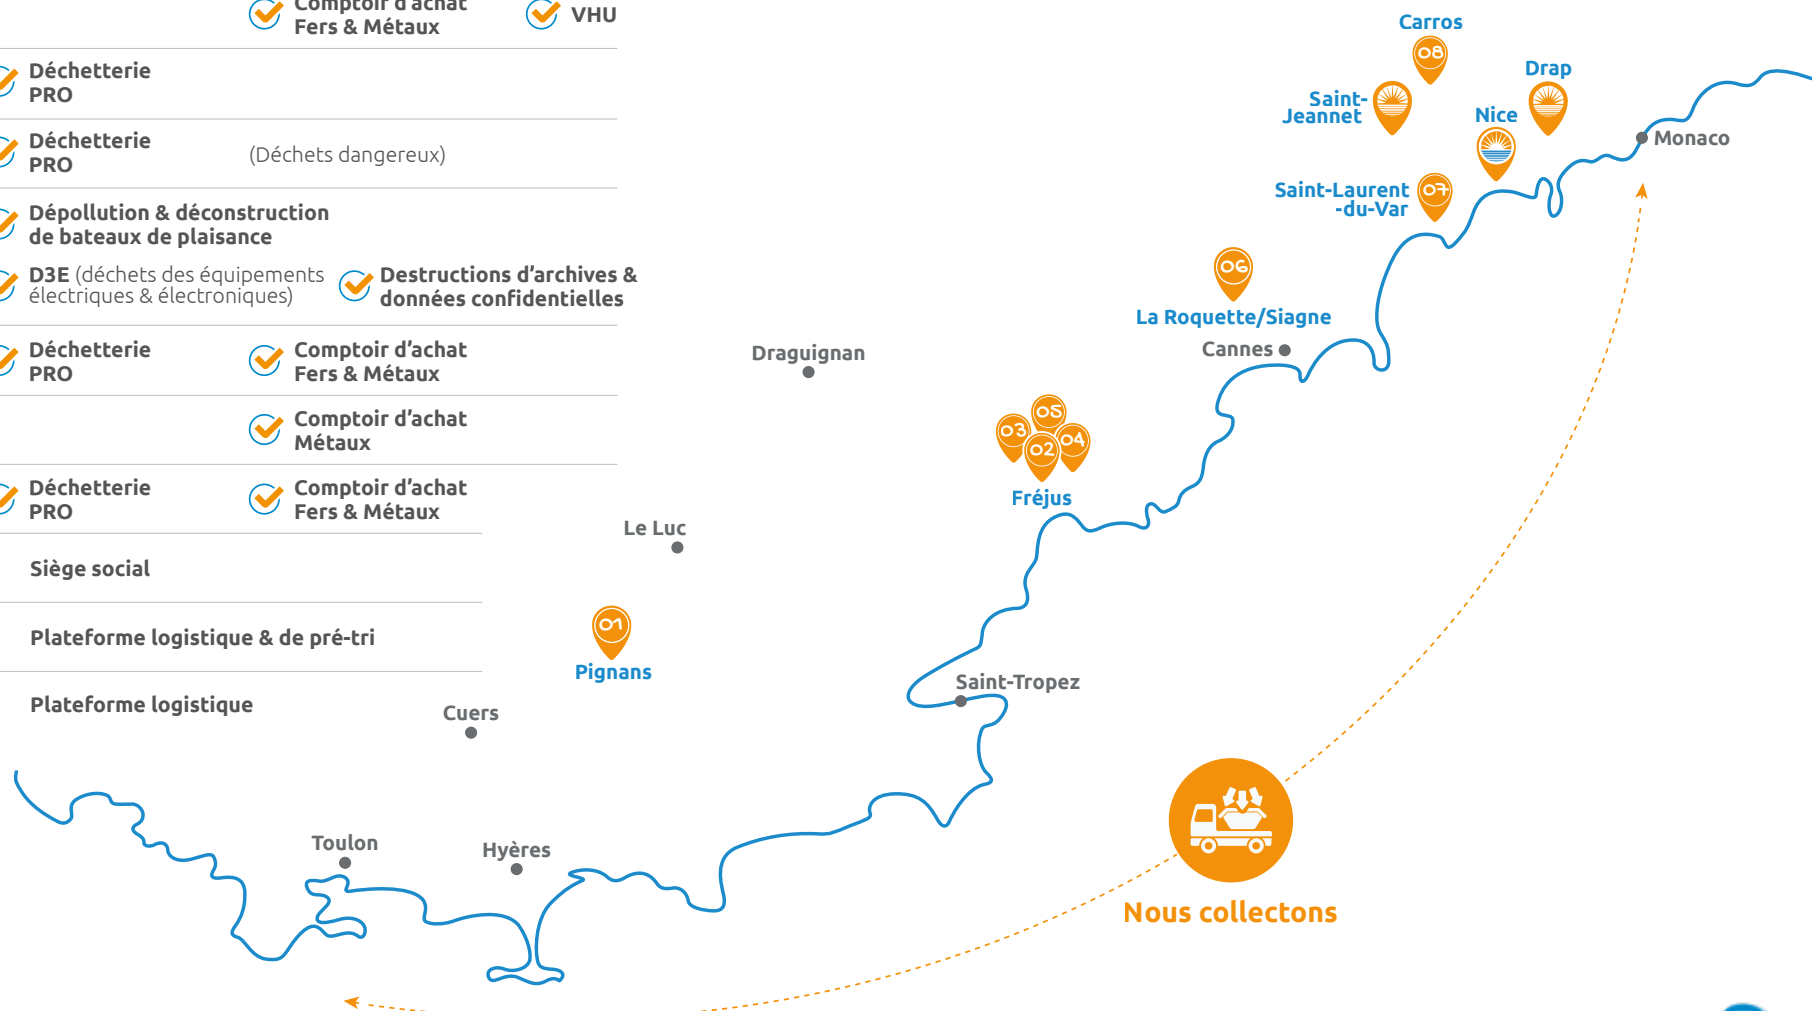 Comptoir d'achat
Fers & Métaux
VHU
Déchetterie
PRO
Déchetterie
PRO
(Déchets dangereux)
Dépollution & déconstruction
de bateaux de plaisance
D3E (déchets des équipements
électriques & électroniques)
Destructions d'archives &
données confidentielles
Déchetterie
PRO
Comptoir d'achat
Fers & Métaux
Comptoir d'achat
Métaux
Déchetterie
PRO
Comptoir d'achat
Fers & Métaux
Siège social
Plateforme logistique & de pré-tri
Plateforme logistique
Carros
08
Drap
Saint-
Jeannet
Nice
Monaco
Saint-Laurent
-du-Var
07
06
La Roquette/Siagne
Cannes
Draguignan
05
03
04
02
Fréjus
Le Luc
01
Pignans
Saint-Tropez
Cuers
Toulon
Hyères
Nous collectons